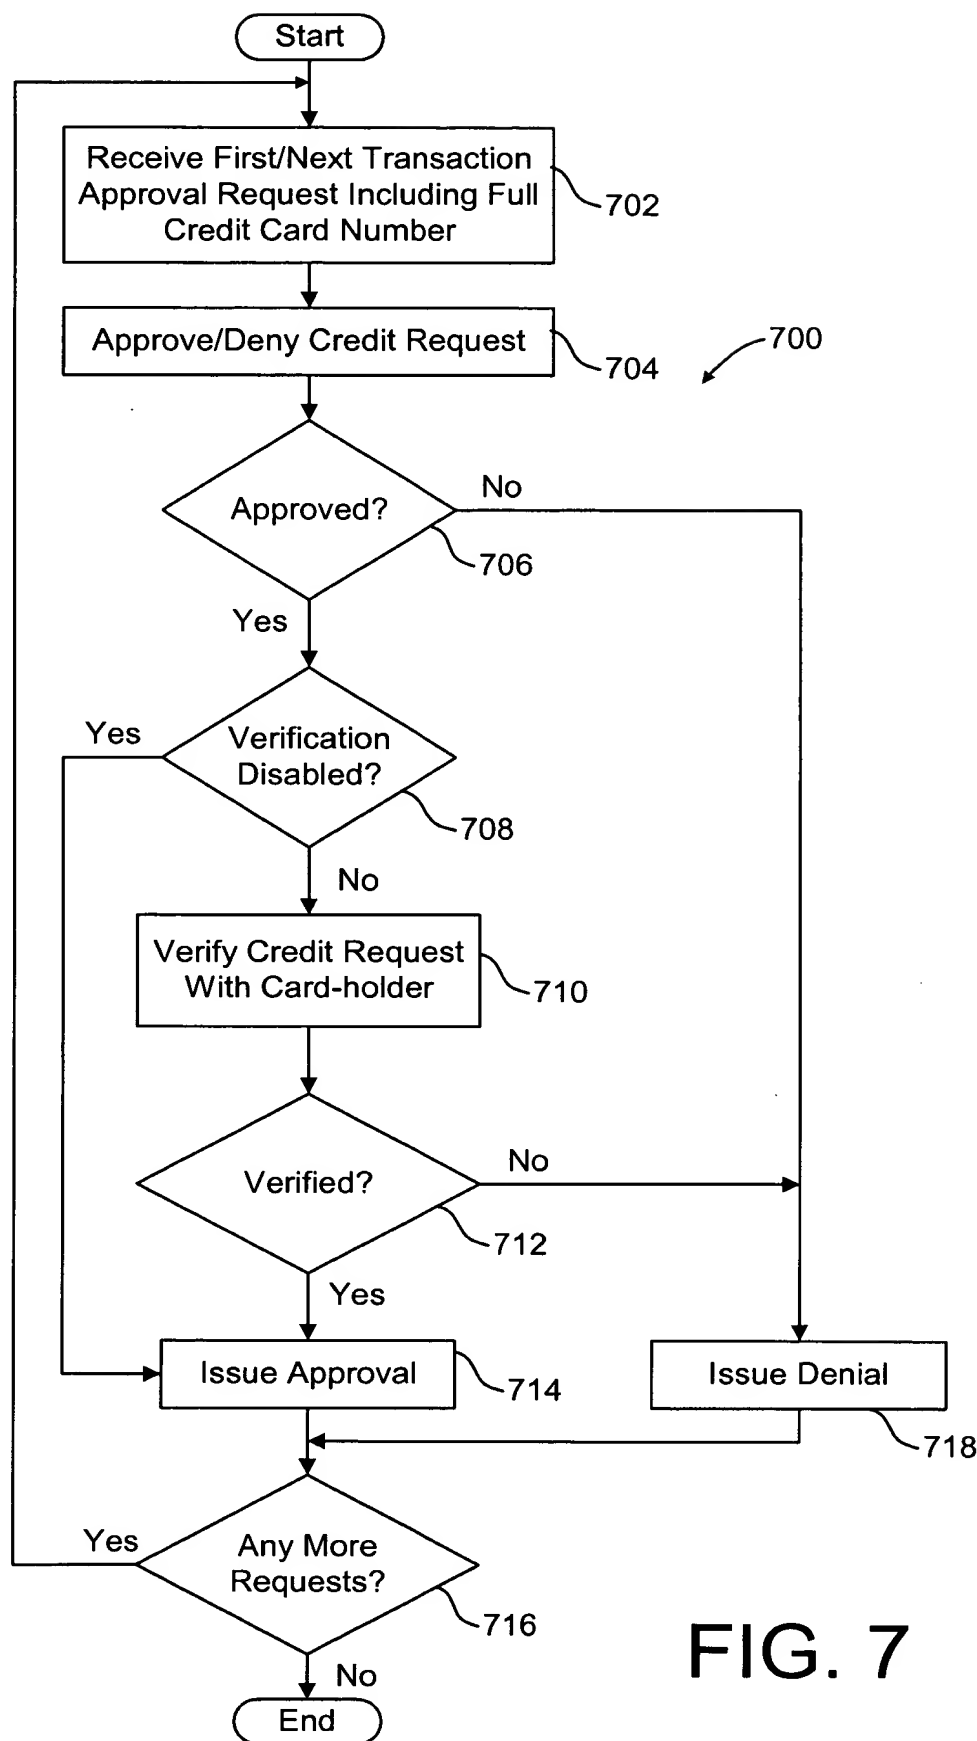 Start
Receive First/Next Transaction
Approval Request Including Full
Credit Card Number
702
Approve/Deny Credit Request
704
700
Approved?
No
706
Yes
Verification
Disabled?
Yes
708
No
Verify Credit Request
With Card-holder
710
Verified?
No
712
Yes
Issue Approval
714
Issue Denial
718
Any More
Requests?
Yes
716
No
End
FIG. 7